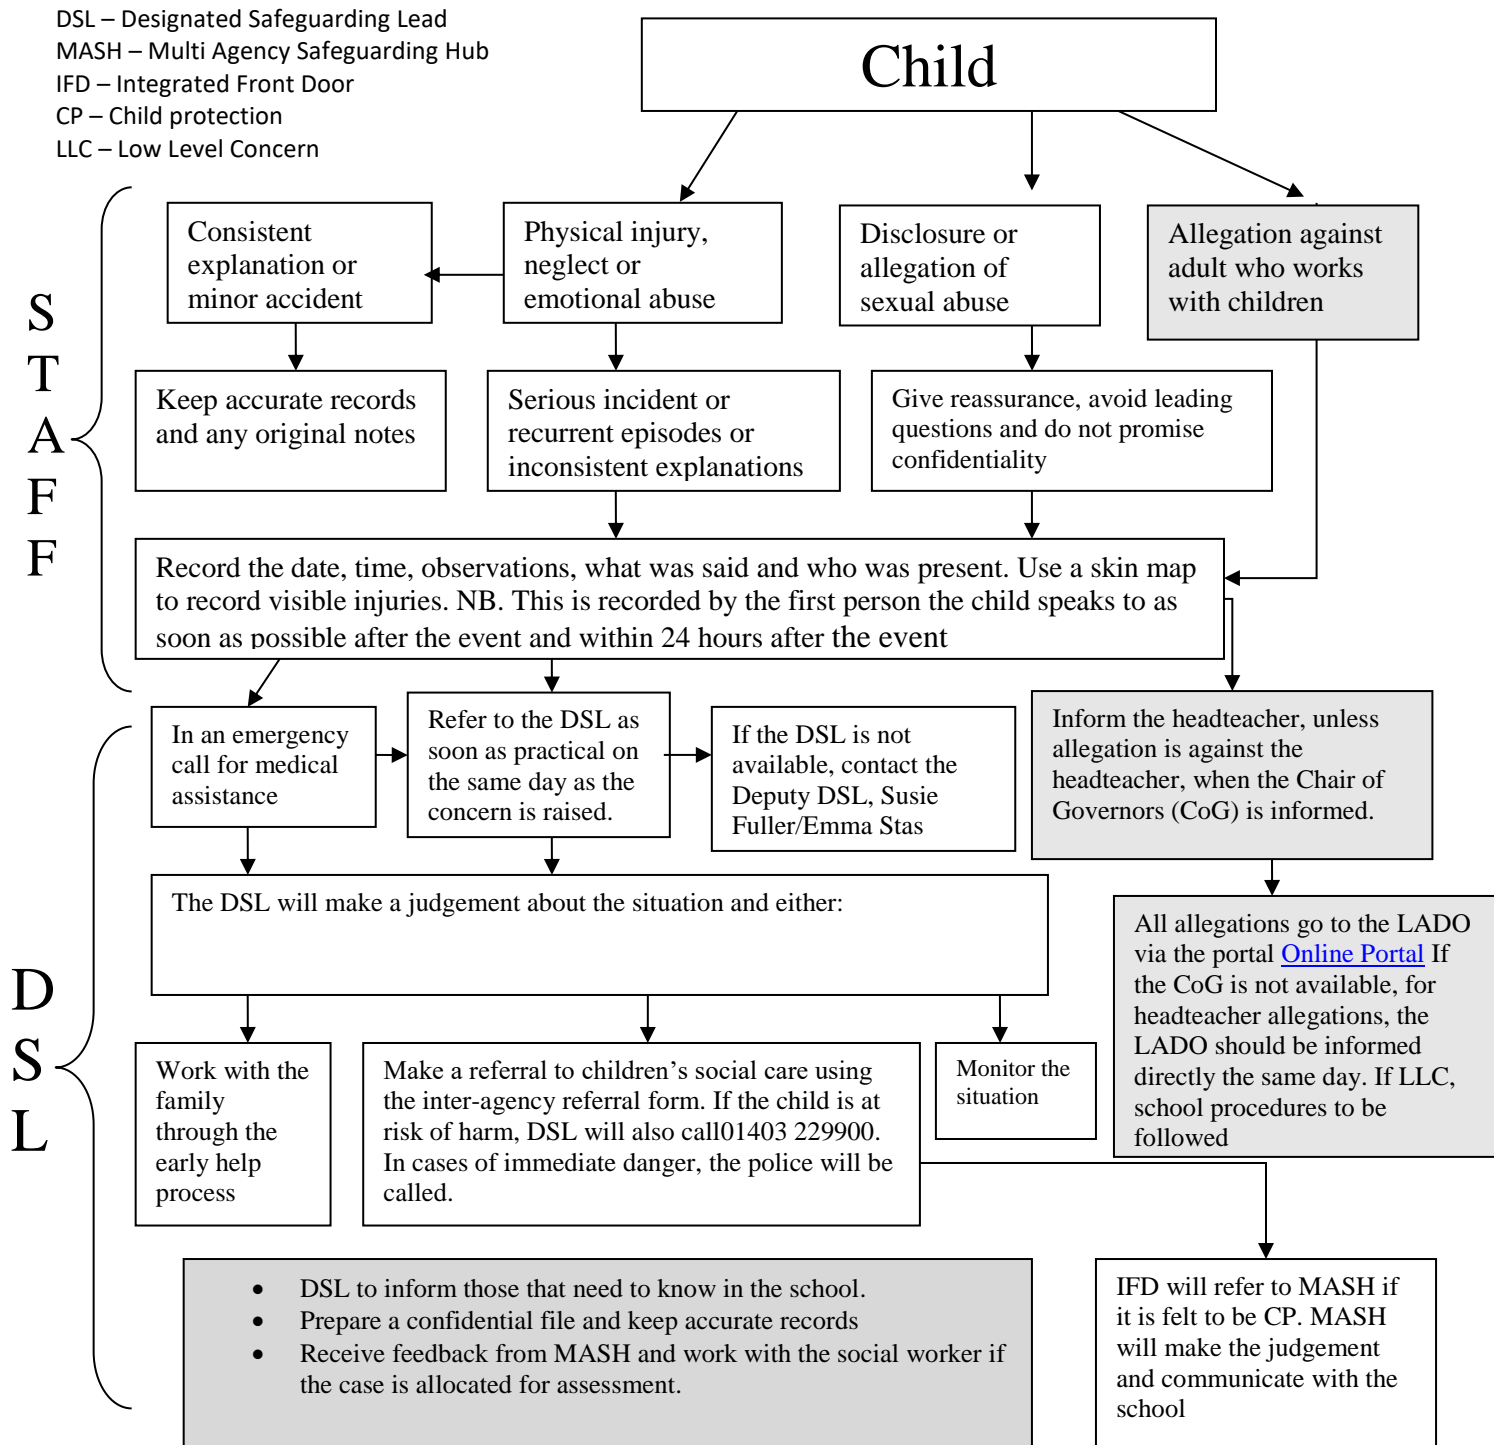 DSL – Designated Safeguarding Lead
MASH – Multi Agency Safeguarding Hub
IFD – Integrated Front Door
CP – Child protection
LLC – Low Level Concern
Child
S
T
A
F
F
Consistent
explanation or
minor accident
Physical injury,
neglect or
emotional abuse
Disclosure or
allegation of
sexual abuse
Allegation against
adult who works
with children
Keep accurate records
and any original notes
Serious incident or
recurrent episodes or
inconsistent explanations
Give reassurance, avoid leading
questions and do not promise
confidentiality
Record the date, time, observations, what was said and who was present. Use a skin map
to record visible injuries. NB. This is recorded by the first person the child speaks to as
soon as possible after the event and within 24 hours after the event
D
S
L
In an emergency
call for medical
assistance
Refer to the DSL as
soon as practical on
the same day as the
concern is raised.
If the DSL is not
available, contact the
Deputy DSL, Susie
Fuller/Emma Stas
Inform the headteacher, unless
allegation is against the
headteacher, when the Chair of
Governors (CoG) is informed.
The DSL will make a judgement about the situation and either:
All allegations go to the LADO
via the portal Online Portal If
the CoG is not available, for
headteacher allegations, the
LADO should be informed
directly the same day. If LLC,
school procedures to be
followed
Work with the
family
through the
early help
process
Make a referral to children’s social care using
the inter-agency referral form. If the child is at
risk of harm, DSL will also call01403 229900.
In cases of immediate danger, the police will be
called.
Monitor the
situation
• DSL to inform those that need to know in the school.
• Prepare a confidential file and keep accurate records
• Receive feedback from MASH and work with the social worker if
the case is allocated for assessment.
IFD will refer to MASH if
it is felt to be CP. MASH
will make the judgement
and communicate with the
school